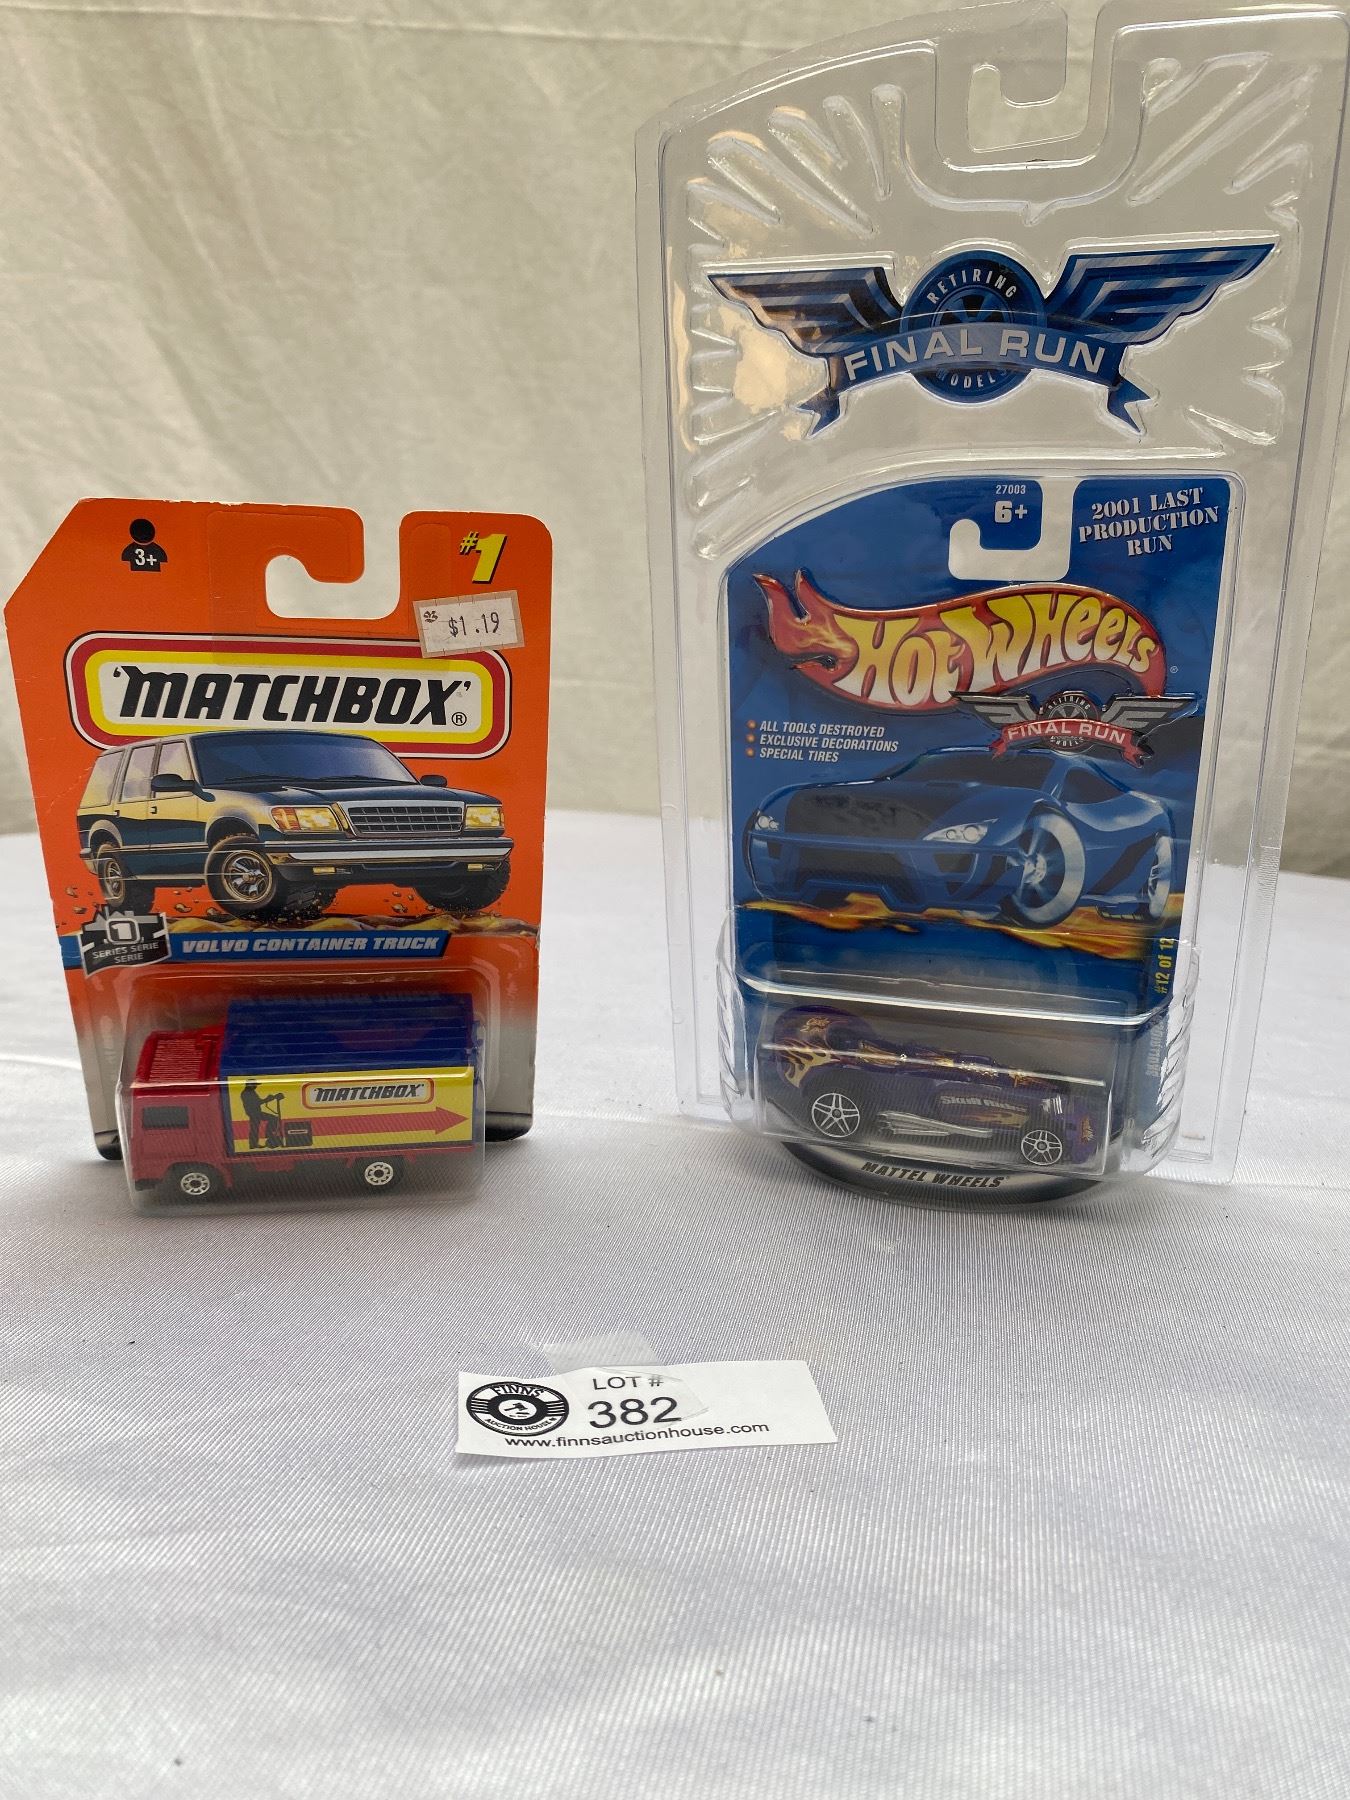 3+
#1
$1.19
'MATCHBOX'®
1
SERIES SERIE
SERIE
VOLVO CONTAINER TRUCK
MATCHBOX
RETIRING
FINAL RUN
MODELS
27003
6+
2001 LAST
PRODUCTION
RUN
HOT WHEELS®
RETIRING
FINAL RUN
MODELS
ALL TOOLS DESTROYED
EXCLUSIVE DECORATIONS
SPECIAL TIRES
#12 of 12
Skull Rider
MATTEL WHEELS
FINNS
AUCTION HOUSE
LOT #
382
www.finnsauctionhouse.com